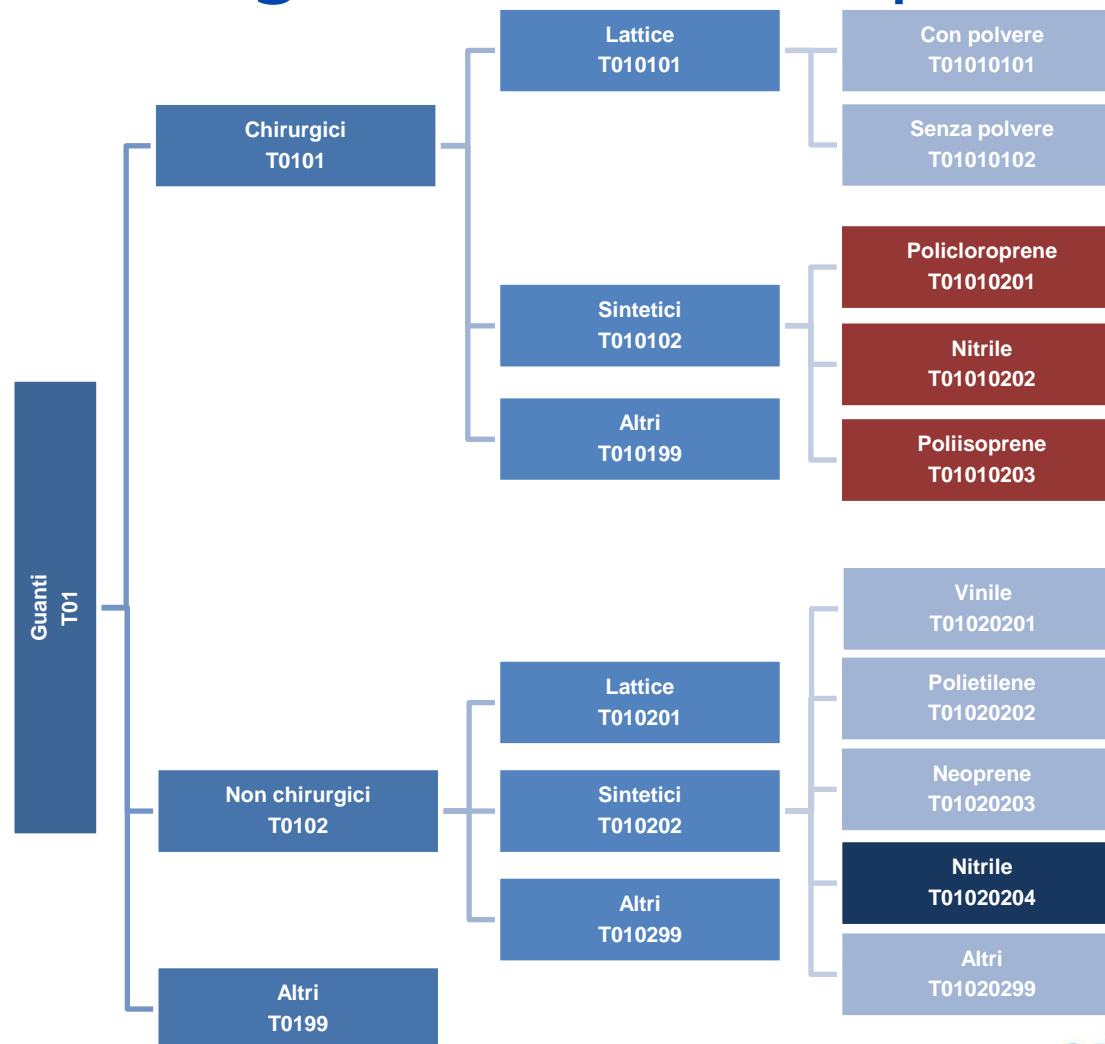 Lattice
T010101
Con polvere
T01010101
Senza polvere
T01010102
Chirurgici
T0101
Policloroprene
T01010201
Sintetici
T010102
Nitrile
T01010202
Altri
T010199
Poliisoprene
T01010203
Guanti
T01
Vinile
T01020201
Lattice
T010201
Polietilene
T01020202
Non chirurgici
T0102
Sintetici
T010202
Neoprene
T01020203
Nitrile
T01020204
Altri
T010299
Altri
T01020299
Altri
T0199